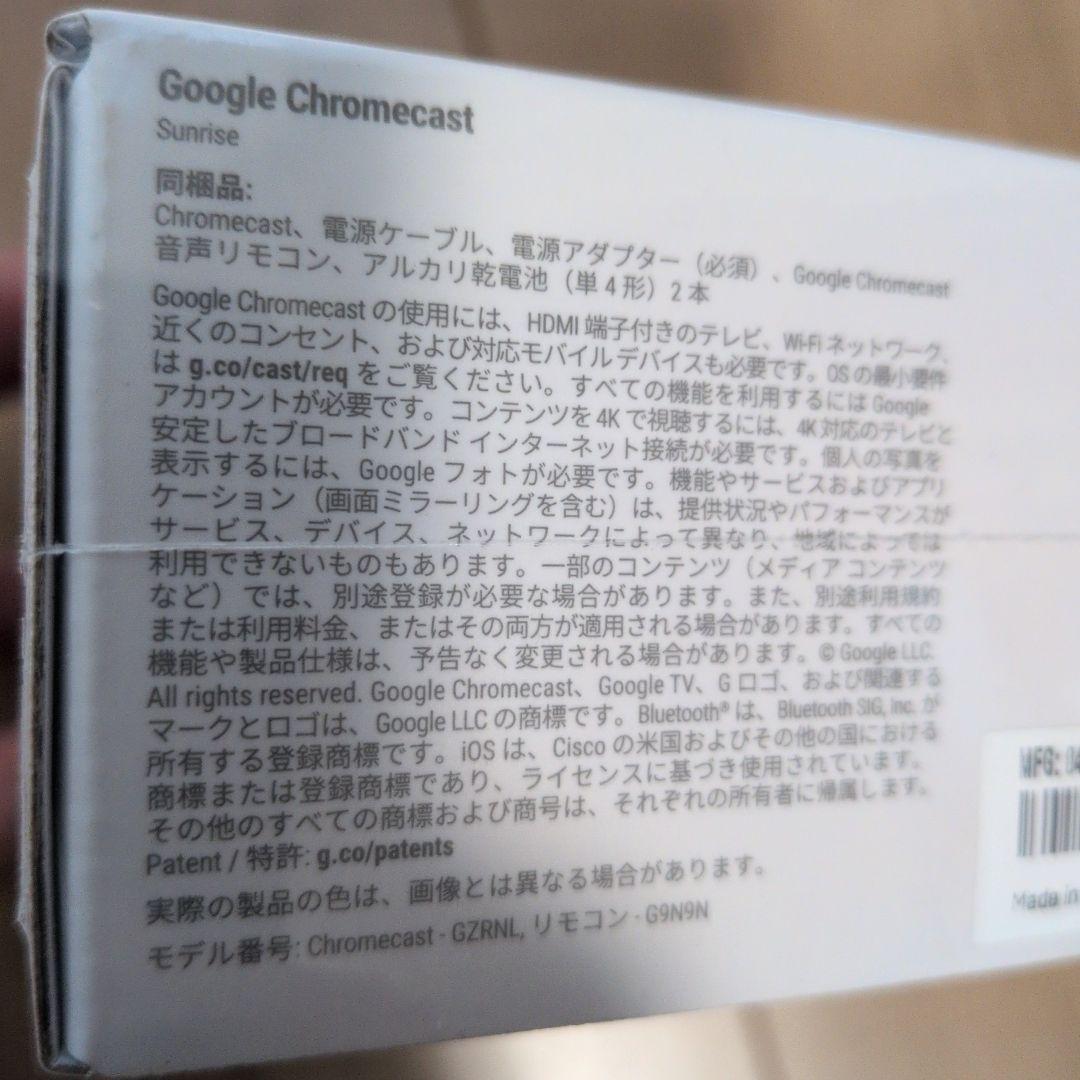 Google Chromecast
Sunrise
同梱品:
Chromecast、電源ケーブル、電源アダプター（必須）、Google Chromecast
音声リモコン、アルカリ乾電池（単4形）2本
Google Chromecast の使用には、HDMI 端子付きのテレビ、Wi-Fi ネットワーク、
近くのコンセント、および対応モバイルデバイスも必要です。OSの最小要件
は g.co/cast/req をご覧ください。すべての機能を利用するには Google
アカウントが必要です。コンテンツを4Kで視聴するには、4K対応のテレビと
安定したブロードバンド インターネット接続が必要です。個人の写真を
表示するには、Google フォトが必要です。機能やサービスおよびアプリ
ケーション（画面ミラーリングを含む）は、提供状況やパフォーマンスが
サービス、デバイス、ネットワークによって異なり、地域によっては
利用できないものもあります。一部のコンテンツ（メディア コンテンツ
など）では、別途登録が必要な場合があります。また、別途利用規約
または利用料金、またはその両方が適用される場合があります。すべての
機能や製品仕様は、予告なく変更される場合があります。© Google LLC.
All rights reserved. Google Chromecast、Google TV、G ロゴ、および関連する
マークとロゴは、Google LLC の商標です。Bluetooth® は、Bluetooth SIG, Inc. が
所有する登録商標です。iOS は、Cisco の米国およびその他の国における
商標または登録商標であり、ライセンスに基づき使用されています。
その他のすべての商標および商号は、それぞれの所有者に帰属します。
Patent / 特許: g.co/patents
実際の製品の色は、画像とは異なる場合があります。
モデル番号: Chromecast - GZRNL, リモコン - G9N9N
MFG: 04
Made in